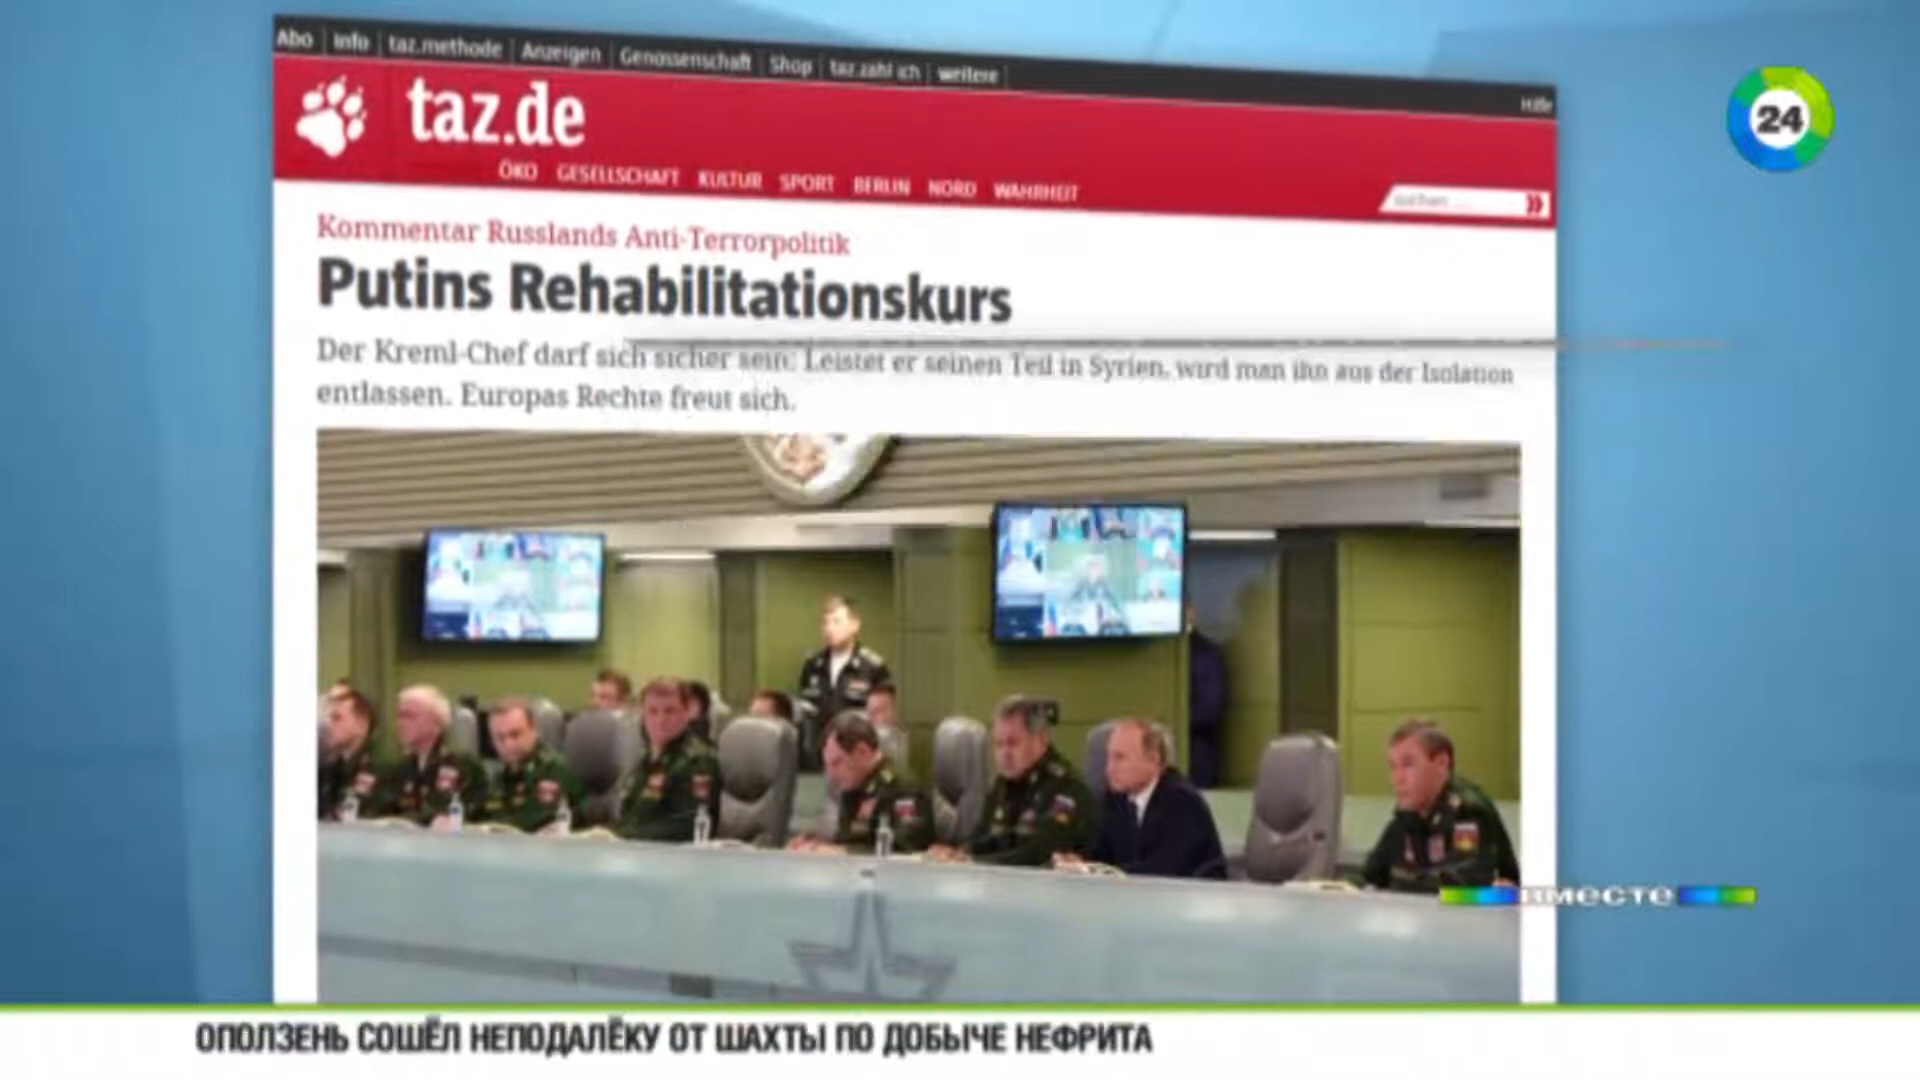 Abo Info taz.methode Anzeigen Genossenschaft Shop taz.zahl ich weitere
Hilfe
taz.de
24
ÖKO GESELLSCHAFT KULTUR SPORT BERLIN NORD WAHRHEIT
suchen
Kommentar Russlands Anti-Terrorpolitik
Putins Rehabilitationskurs
Der Kreml-Chef darf sich sicher sein: Leistet er seinen Teil in Syrien, wird man ihn aus der Isolation
entlassen. Europas Rechte freut sich.
вместе
ОПОЛЗЕНЬ СОШЁЛ НЕПОДАЛЁКУ ОТ ШАХТЫ ПО ДОБЫЧЕ НЕФРИТА